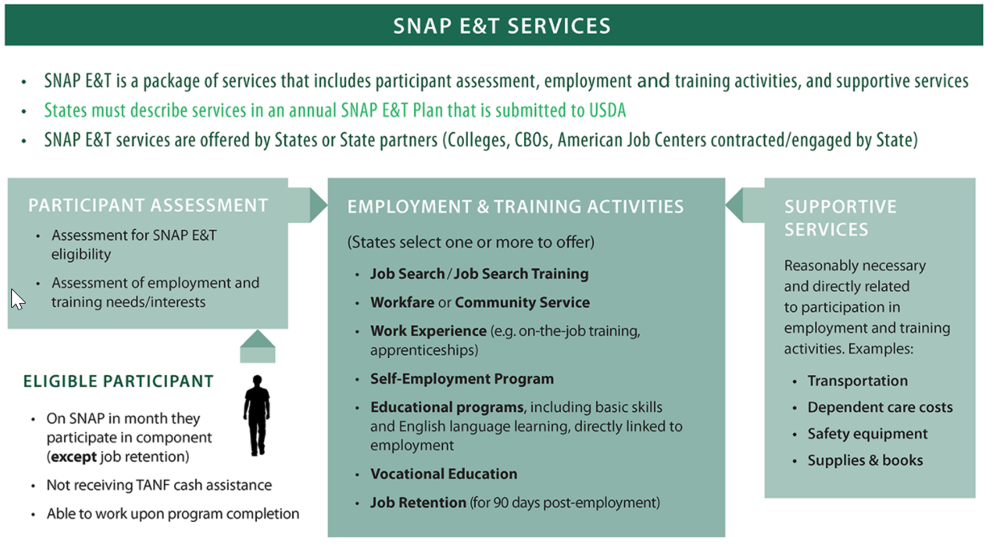 SNAP E&T SERVICES
• SNAP E&T is a package of services that includes participant assessment, employment and training activities, and supportive services
• States must describe services in an annual SNAP E&T Plan that is submitted to USDA
• SNAP E&T services are offered by States or State partners (Colleges, CBOs, American Job Centers contracted/engaged by State)
PARTICIPANT ASSESSMENT
• Assessment for SNAP E&T
eligibility
• Assessment of employment and
training needs/interests
ELIGIBLE PARTICIPANT
• On SNAP in month they
participate in component
(except job retention)
• Not receiving TANF cash assistance
• Able to work upon program completion
EMPLOYMENT & TRAINING ACTIVITIES
(States select one or more to offer)
• Job Search/Job Search Training
• Workfare or Community Service
• Work Experience (e.g. on-the-job training,
apprenticeships)
• Self-Employment Program
• Educational programs, including basic skills
and English language learning, directly linked to
employment
• Vocational Education
• Job Retention (for 90 days post-employment)
SUPPORTIVE
SERVICES
Reasonably necessary
and directly related
to participation in
employment and training
activities. Examples:
• Transportation
• Dependent care costs
• Safety equipment
• Supplies & books